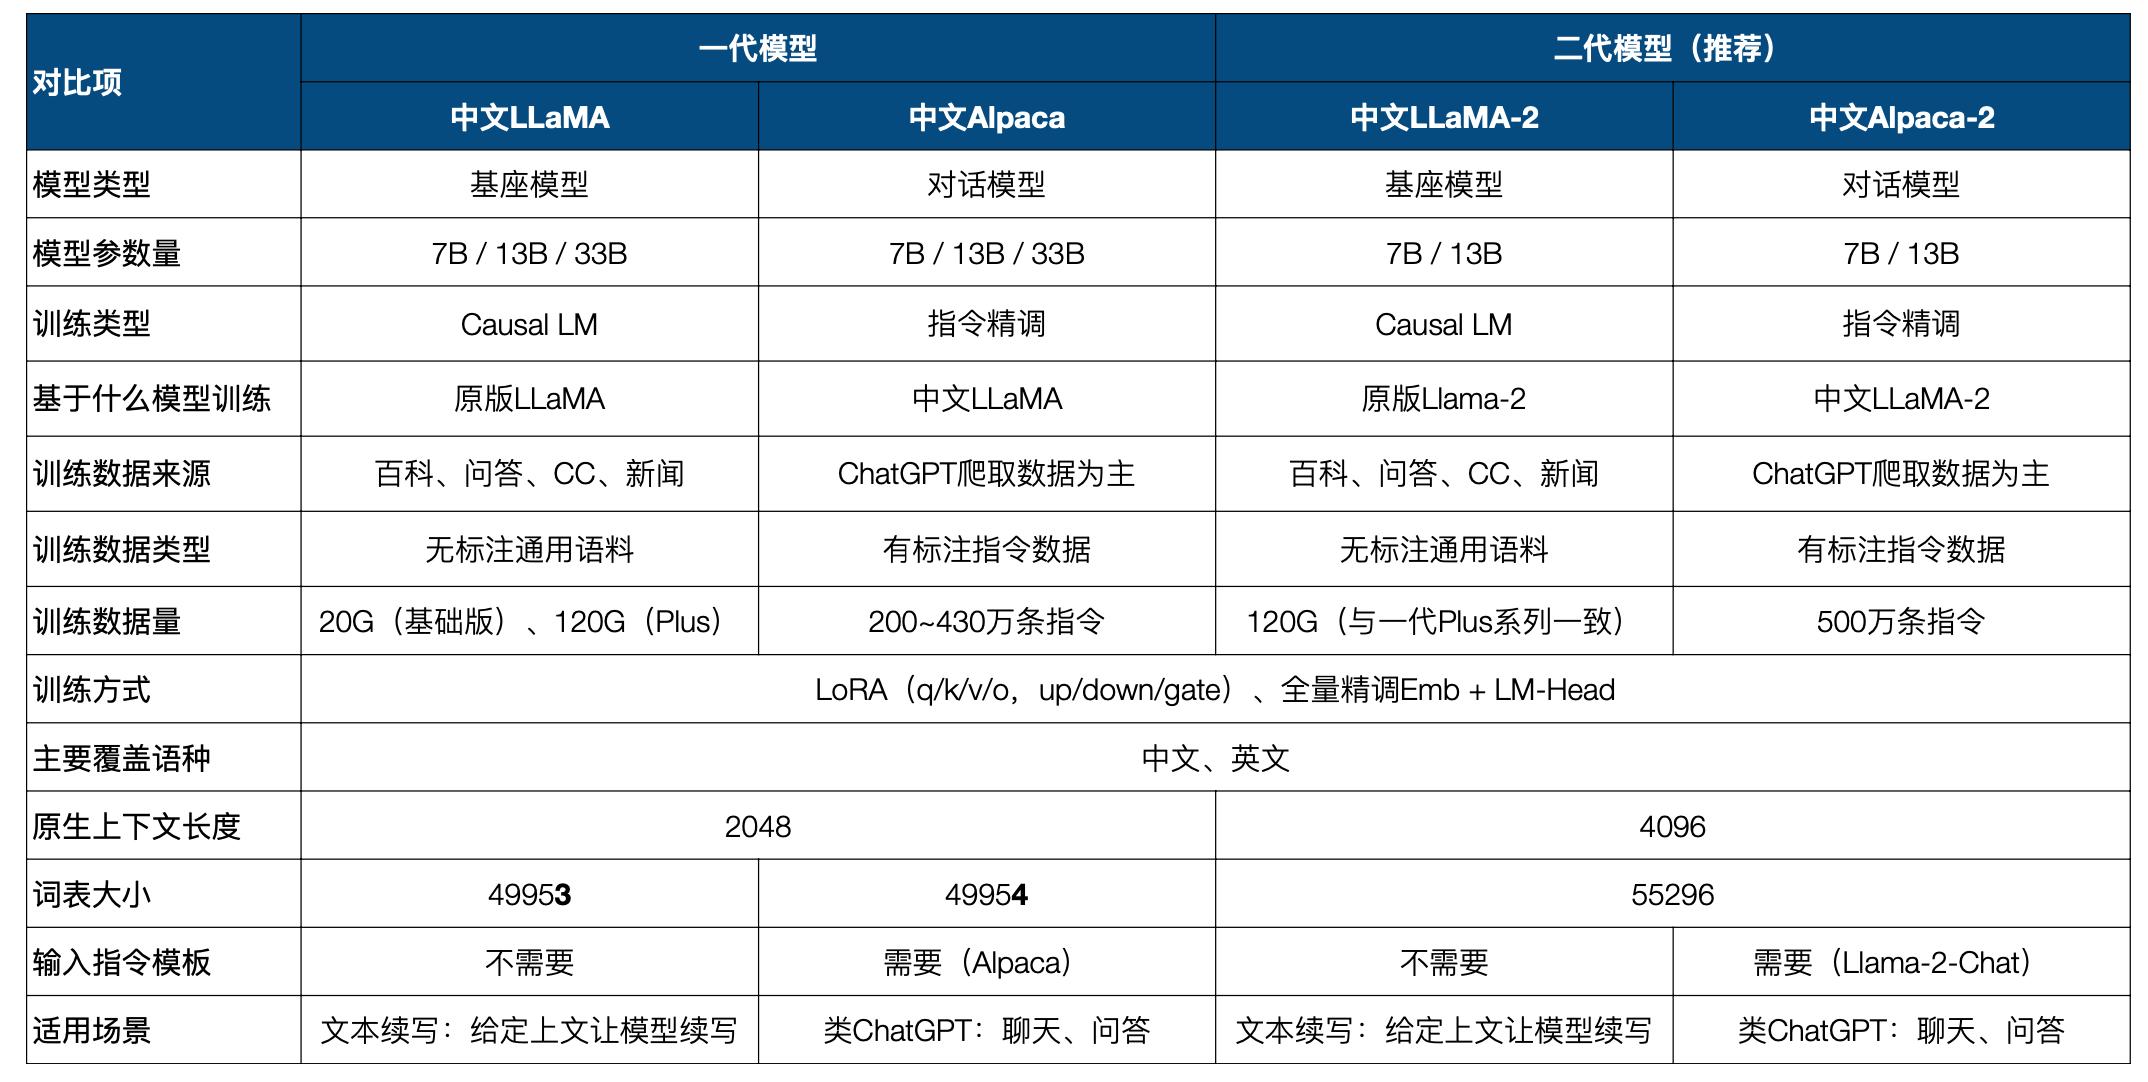 对比项 一代模型 二代模型（推荐）
中文LLaMA 中文Alpaca 中文LLaMA-2 中文Alpaca-2
模型类型 基座模型 对话模型 基座模型 对话模型
模型参数量 7B / 13B / 33B 7B / 13B / 33B 7B / 13B 7B / 13B
训练类型 Causal LM 指令精调 Causal LM 指令精调
基于什么模型训练 原版LLaMA 中文LLaMA 原版Llama-2 中文LLaMA-2
训练数据来源 百科、问答、CC、新闻 ChatGPT爬取数据为主 百科、问答、CC、新闻 ChatGPT爬取数据为主
训练数据类型 无标注通用语料 有标注指令数据 无标注通用语料 有标注指令数据
训练数据量 20G（基础版）、120G（Plus） 200~430万条指令 120G（与一代Plus系列一致） 500万条指令
训练方式 LoRA（q/k/v/o，up/down/gate）、全量精调Emb + LM-Head
主要覆盖语种 中文、英文
原生上下文长度 2048 4096
词表大小 49953 49954 55296
输入指令模板 不需要 需要（Alpaca） 不需要 需要（Llama-2-Chat）
适用场景 文本续写：给定上文让模型续写 类ChatGPT：聊天、问答 文本续写：给定上文让模型续写 类ChatGPT：聊天、问答